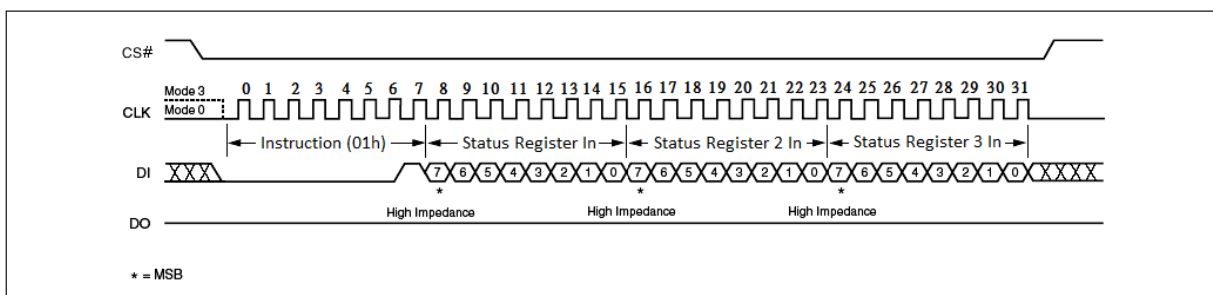 CS#
Mode 3 0 1 2 3 4 5 6 7 8 9 10 11 12 13 14 15 16 17 18 19 20 21 22 23 24 25 26 27 28 29 30 31
CLK Mode 0
Instruction (01h) Status Register In Status Register 2 In Status Register 3 In
DI 7 6 5 4 3 2 1 0 7 6 5 4 3 2 1 0 7 6 5 4 3 2 1 0
* * *
High Impedance High Impedance High Impedance
DO
* = MSB